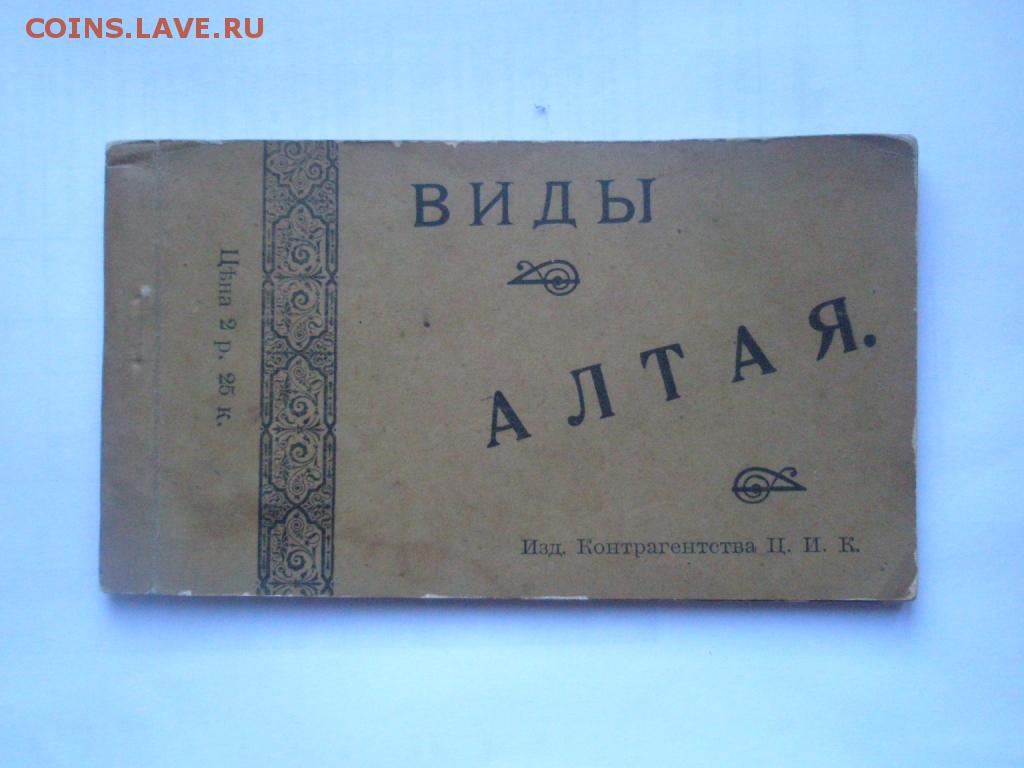 COINS.LAVE.RU
ВИДЫ
АЛТАЯ.
Цѣна 2 р. 25 к.
Изд. Контрагентства Ц. И. К.